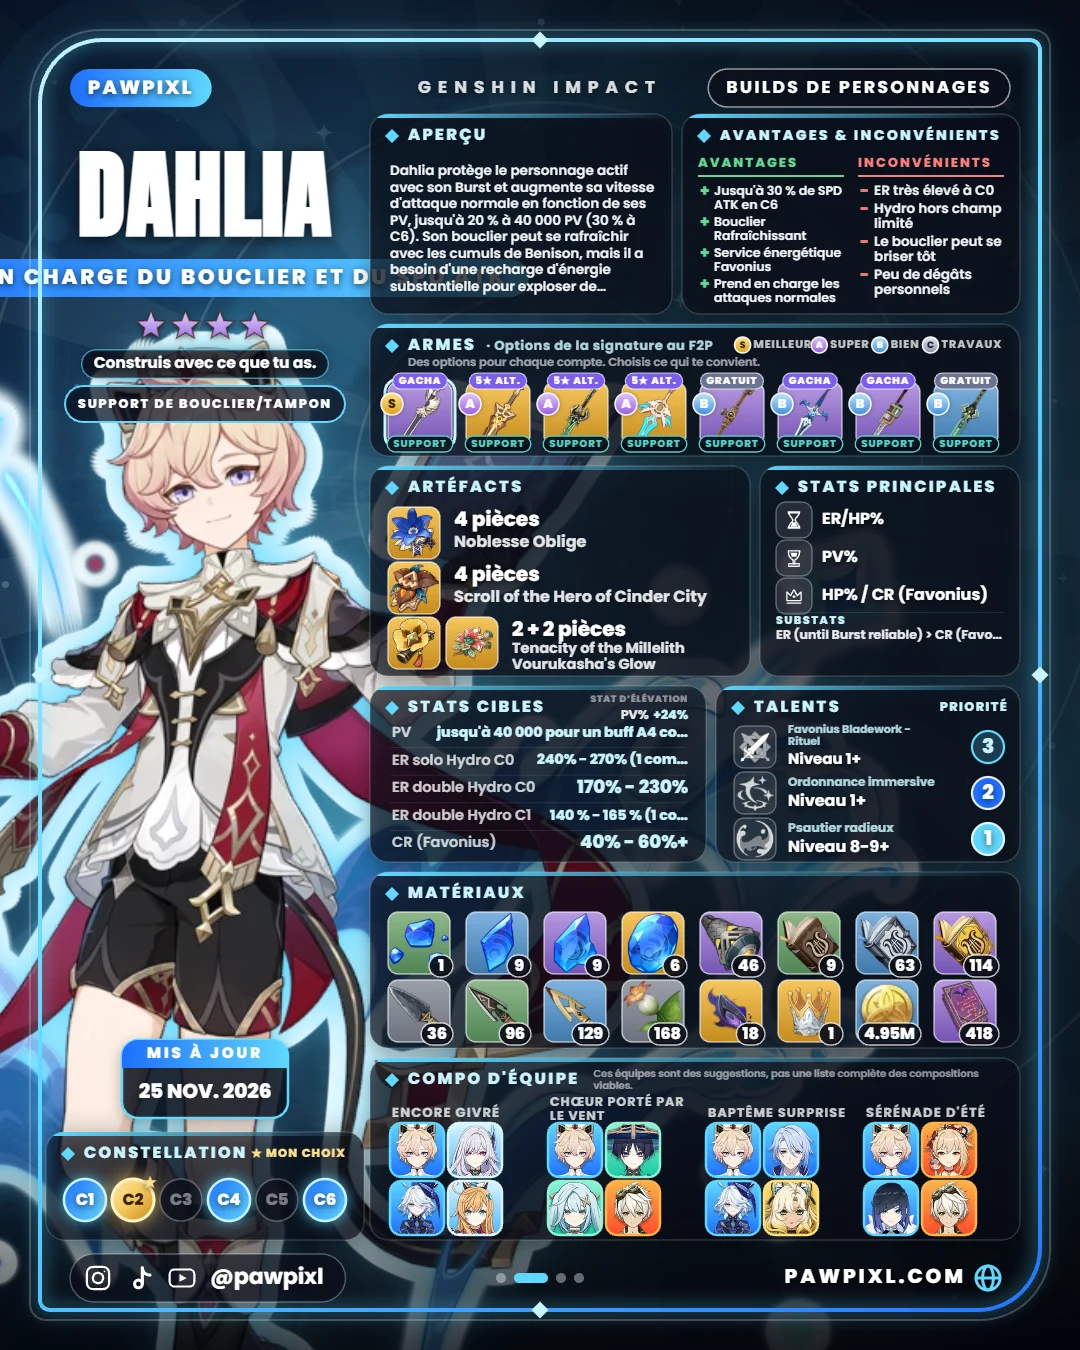 PAWPIXL
GENSHIN IMPACT
BUILDS DE PERSONNAGES
DAHLIA
N CHARGE DU BOUCLIER ET DU
Construis avec ce que tu as.
SUPPORT DE BOUCLIER/TAMPON
APERÇU
Dahlia protège le personnage actif
avec son Burst et augmente sa vitesse
d'attaque normale en fonction de ses
PV, jusqu'à 20 % à 40 000 PV (30 % à
C6). Son bouclier peut se rafraîchir
avec les cumuls de Benison, mais il a
besoin d'une recharge d'énergie
substantielle pour exploser de...
AVANTAGES & INCONVÉNIENTS
AVANTAGES
+ Jusqu'à 30 % de SPD
ATK en C6
+ Bouclier
Rafraîchissant
+ Service énergétique
Favonius
+ Prend en charge les
attaques normales
INCONVÉNIENTS
− ER très élevé à C0
− Hydro hors champ
limité
− Le bouclier peut se
briser tôt
− Peu de dégâts
personnels
ARMES · Options de la signature au F2P
S MEILLEUR A SUPER B BIEN C TRAVAUX
Des options pour chaque compte. Choisis ce qui te convient.
GACHA 5★ ALT. 5★ ALT. 5★ ALT. GRATUIT GACHA GACHA GRATUIT
S A A A B B B B
SUPPORT SUPPORT SUPPORT SUPPORT SUPPORT SUPPORT SUPPORT SUPPORT
ARTÉFACTS
4 pièces
Noblesse Oblige
4 pièces
Scroll of the Hero of Cinder City
2 + 2 pièces
Tenacity of the Millelith
Vourukasha's Glow
STATS PRINCIPALES
ER/HP%
PV%
HP% / CR (Favonius)
SUBSTATS
ER (until Burst reliable) > CR (Favo...
STATS CIBLES
STAT D'ÉLÉVATION
PV% +24%
PV jusqu'à 40 000 pour un buff A4 co...
ER solo Hydro C0 240% – 270% (1 com...
ER double Hydro C0 170% – 230%
ER double Hydro C1 140 % – 165 % (1 co...
CR (Favonius) 40% – 60%+
TALENTS
PRIORITÉ
Favonius Bladework –
Rituel
Niveau 1+
3
Ordonnance immersive
Niveau 1+
2
Psautier radieux
Niveau 8–9+
1
MATÉRIAUX
1 9 9 6 46 9 63 114
36 96 129 168 18 1 4.95M 418
COMPO D'ÉQUIPE
Ces équipes sont des suggestions, pas une liste complète des compositions
viables.
ENCORE GIVRÉ
CHŒUR PORTÉ PAR
LE VENT
BAPTÊME SURPRISE
SÉRÉNADE D'ÉTÉ
MIS À JOUR
25 NOV. 2026
CONSTELLATION ★ MON CHOIX
C1 C2 C3 C4 C5 C6
@pawpixl
PAWPIXL.COM